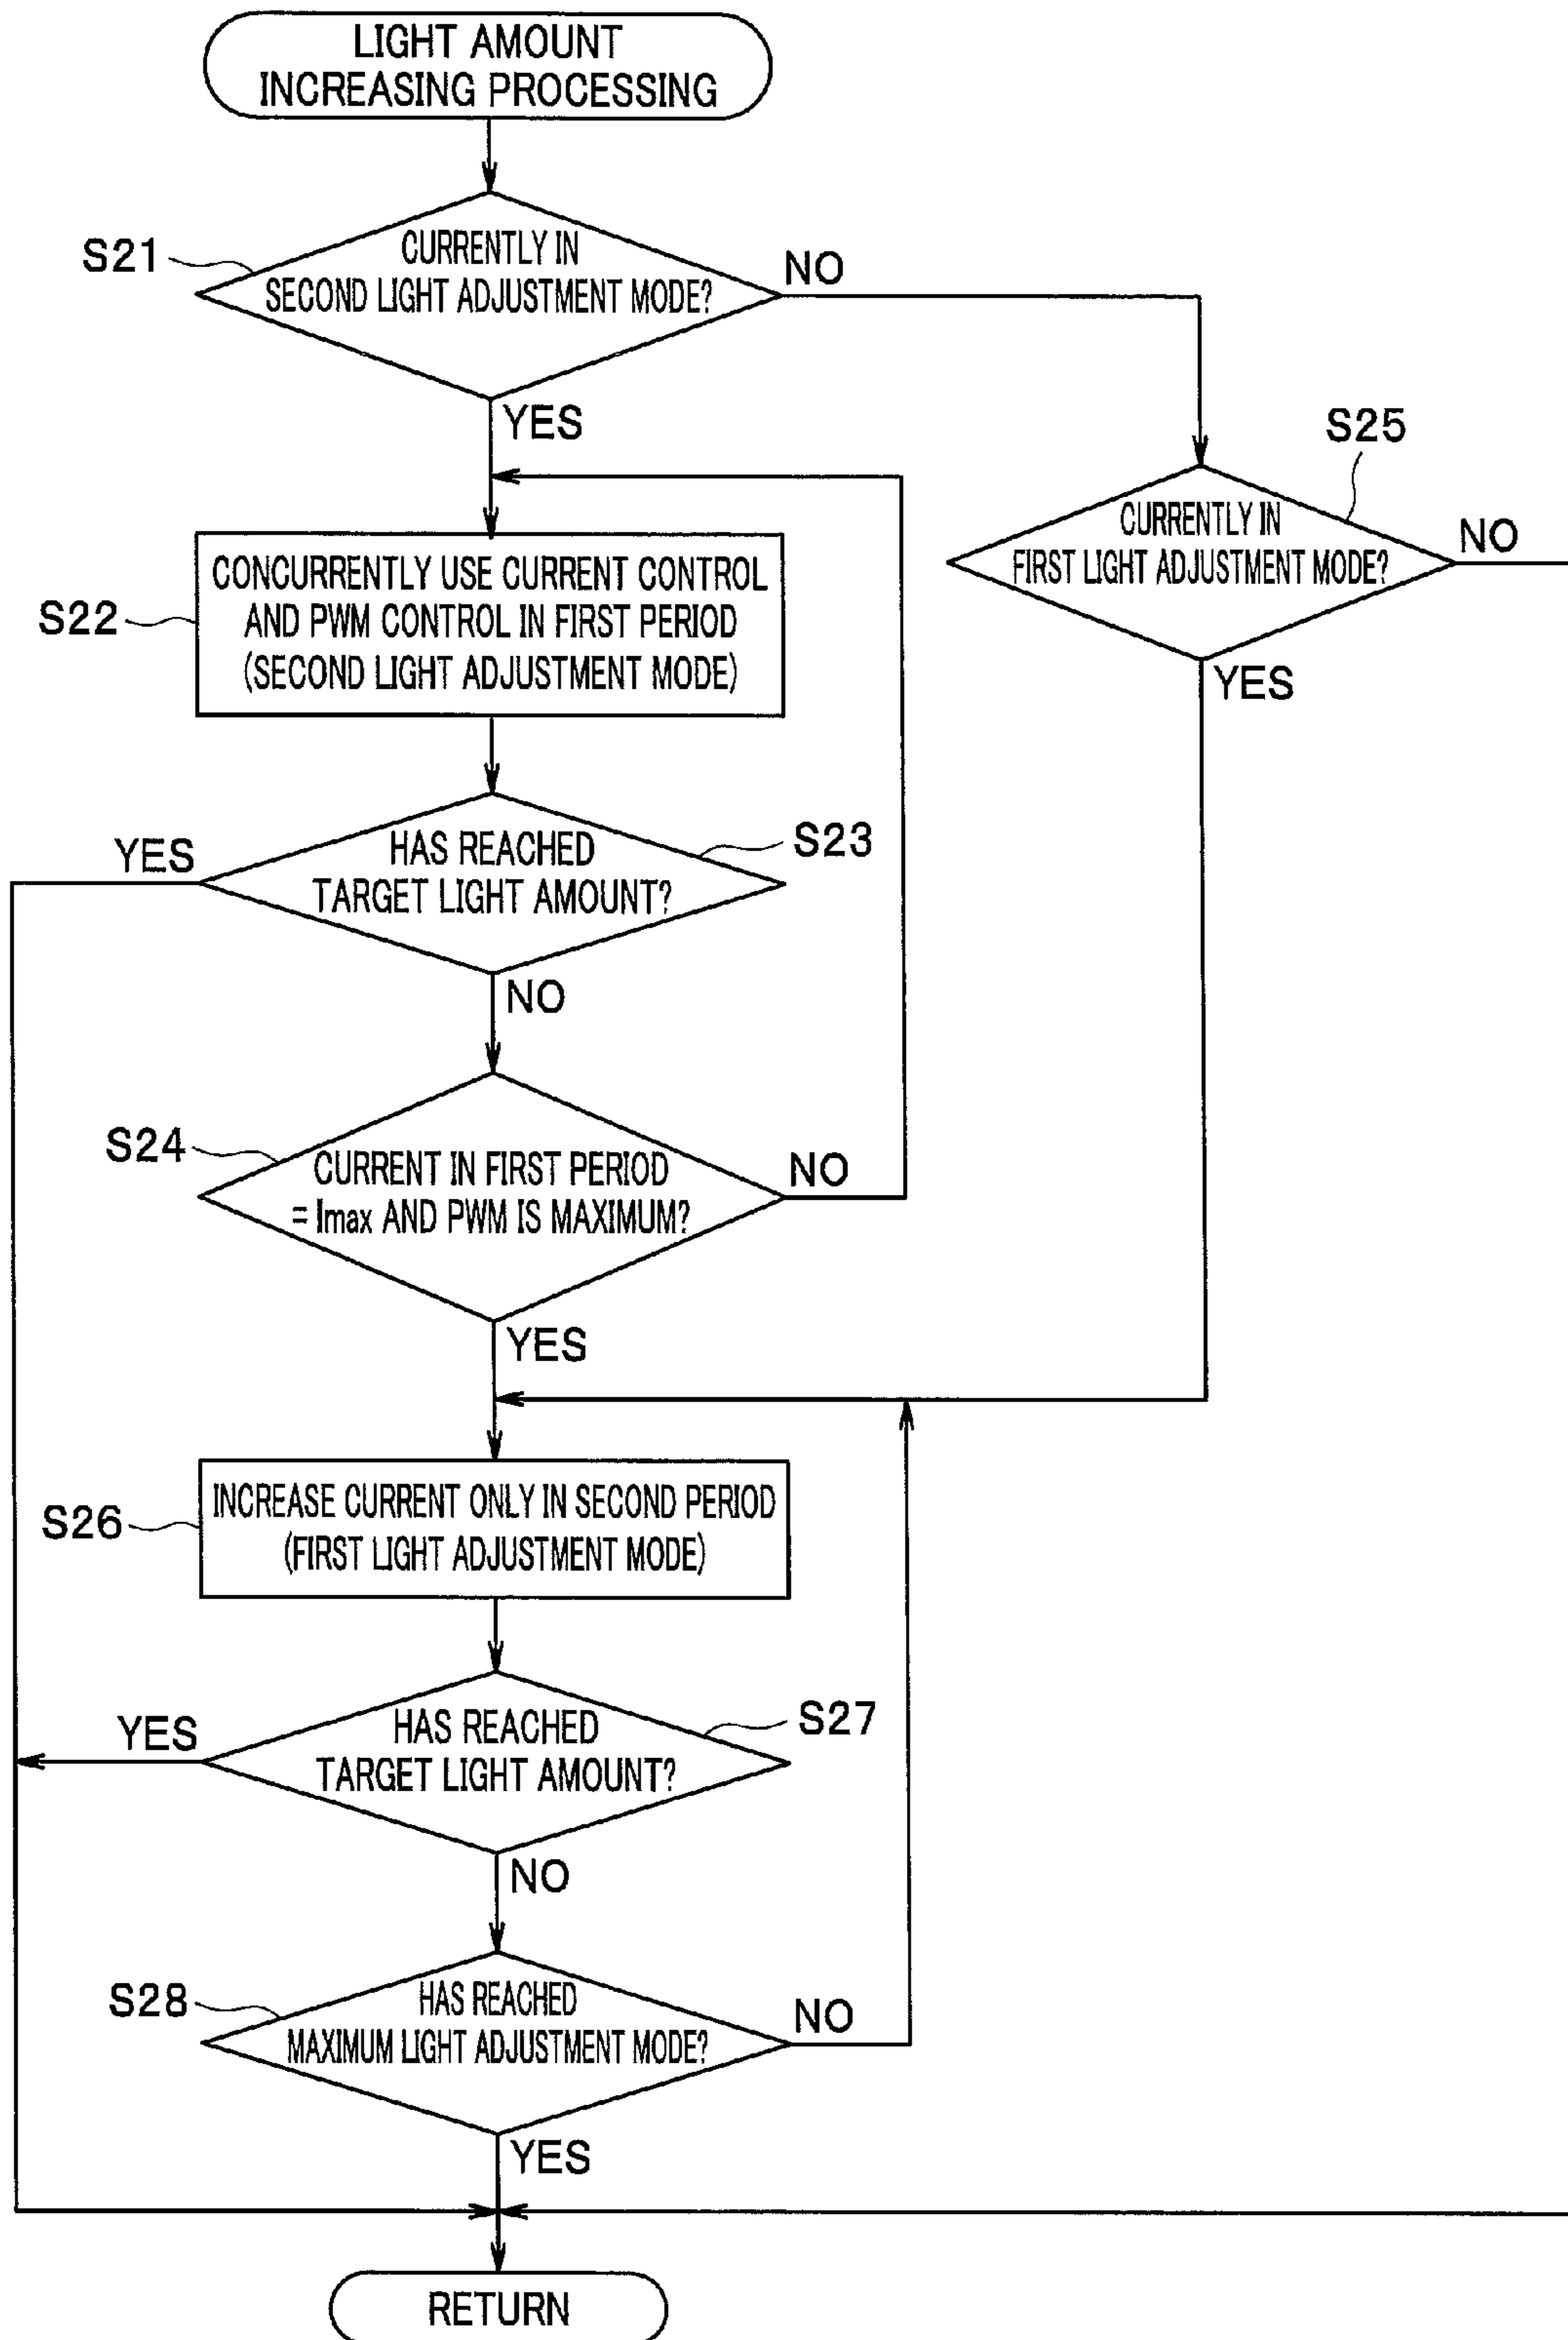 LIGHT AMOUNT
INCREASING PROCESSING
S21
CURRENTLY IN
SECOND LIGHT ADJUSTMENT MODE?
NO
YES
S25
CURRENTLY IN
FIRST LIGHT ADJUSTMENT MODE?
NO
YES
S22
CONCURRENTLY USE CURRENT CONTROL
AND PWM CONTROL IN FIRST PERIOD
(SECOND LIGHT ADJUSTMENT MODE)
S23
HAS REACHED
TARGET LIGHT AMOUNT?
YES
NO
S24
CURRENT IN FIRST PERIOD
= Imax AND PWM IS MAXIMUM?
NO
YES
S26
INCREASE CURRENT ONLY IN SECOND PERIOD
(FIRST LIGHT ADJUSTMENT MODE)
S27
HAS REACHED
TARGET LIGHT AMOUNT?
YES
NO
S28
HAS REACHED
MAXIMUM LIGHT ADJUSTMENT MODE?
NO
YES
RETURN